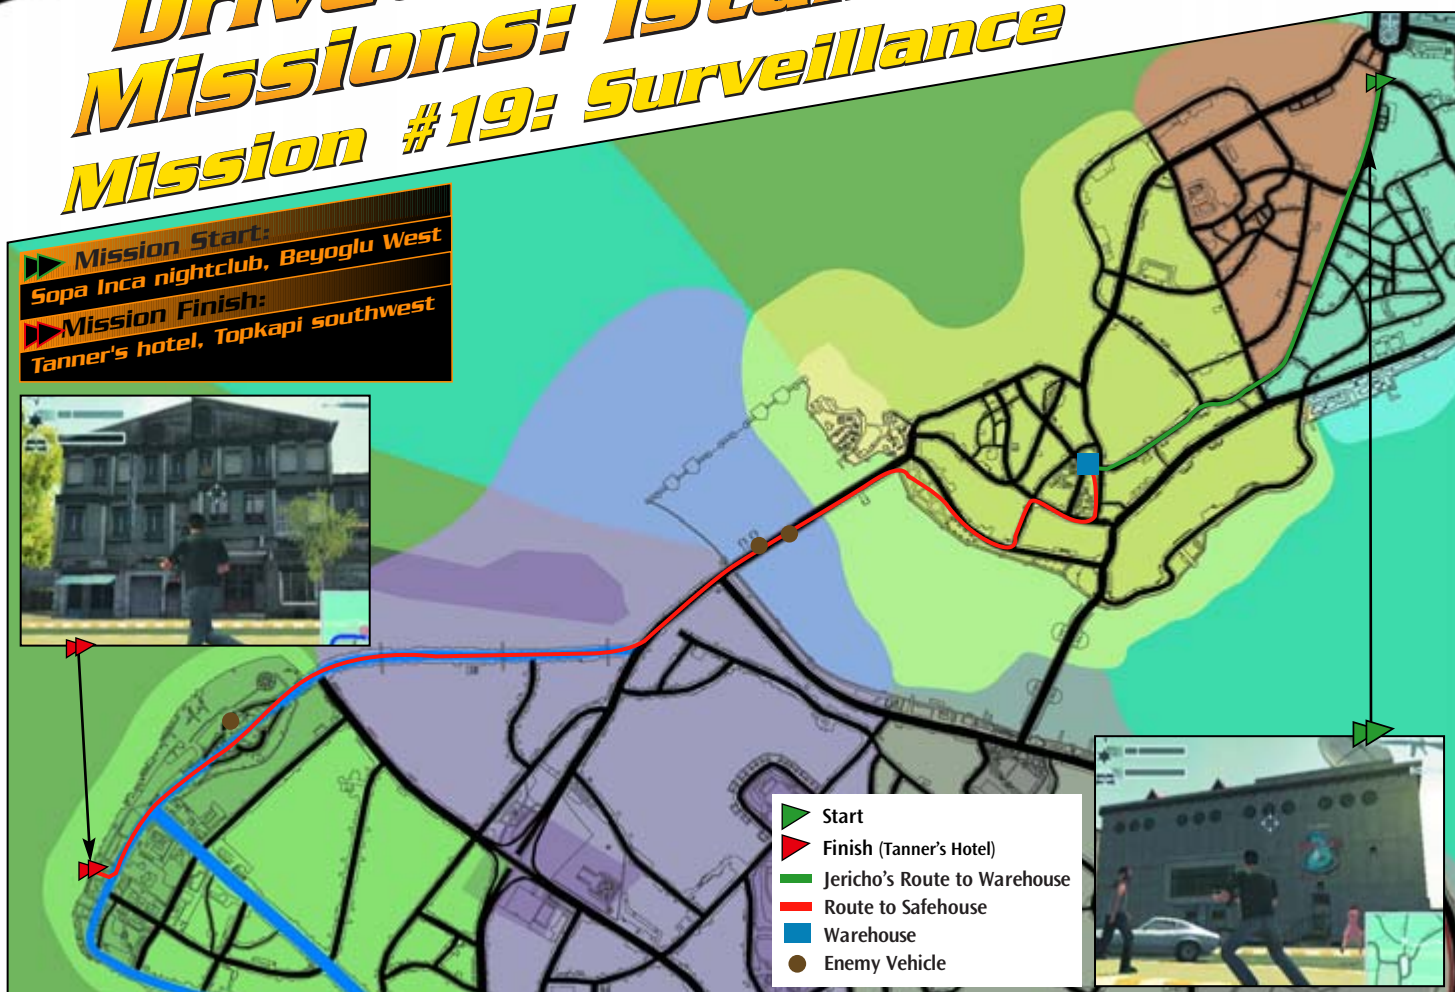 Missions:
Mission #19: Surveillance
Mission Start:
Sopa Inca nightclub, Beyoglu West
Mission Finish:
Tanner's hotel, Topkapi southwest
Start
Finish (Tanner's Hotel)
Jericho's Route to Warehouse
Route to Safehouse
Warehouse
Enemy Vehicle